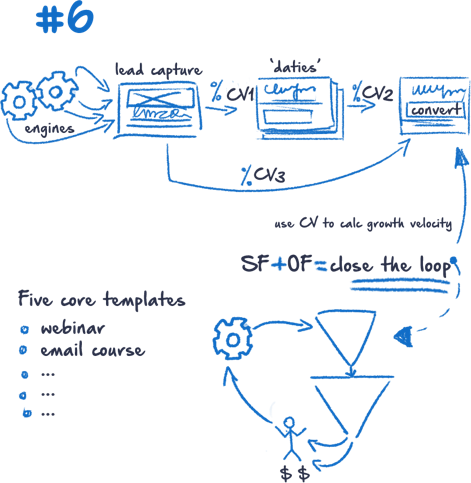 #6
lead capture
'daties'
engines
% CV1
% CV2
convert
% CV3
use CV to calc growth velocity
SF+OF=close the loop
Five core templates
webinar
email course
...
...
...
$ $